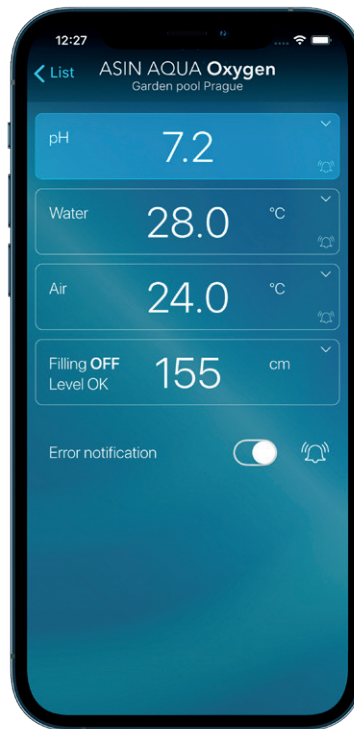 12:27
List
ASIN AQUA Oxygen
Garden pool Prague
pH 7.2
Water 28.0 °C
Air 24.0 °C
Filling OFF
Level OK 155 cm
Error notification